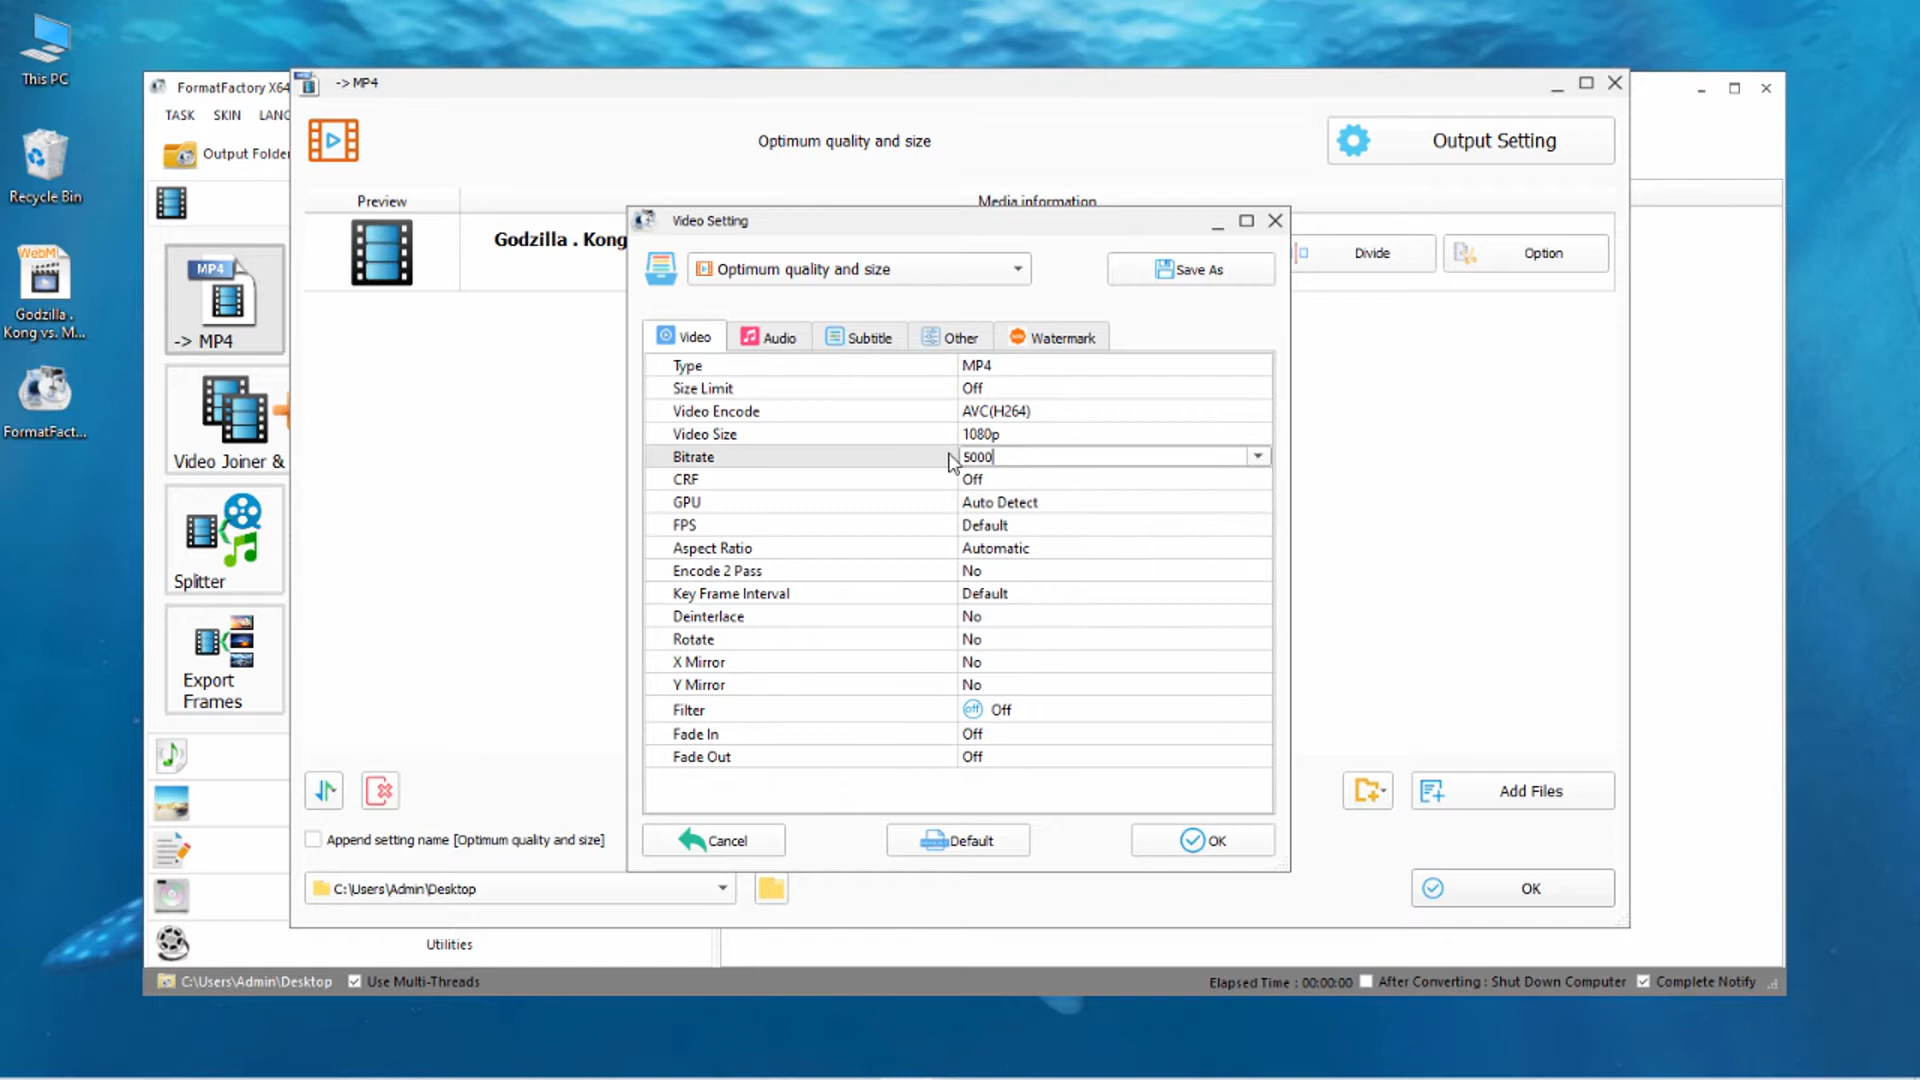 This PC
Recycle Bin
WebM
Godzilla .
Kong vs. M...
FormatFact...
FormatFactory X64
TASK SKIN LANG
Output Folder
MP4
-> MP4
Video Joiner &
Splitter
Export
Frames
Utilities
C:\Users\Admin\Desktop
Use Multi-Threads
Elapsed Time : 00:00:00
After Converting : Shut Down Computer
Complete Notify
-> MP4
Optimum quality and size
Output Setting
Preview
Media information
Godzilla . Kong
Divide
Option
Video Setting
Optimum quality and size
Save As
Video
Audio
Subtitle
Other
Watermark
Type MP4
Size Limit Off
Video Encode AVC(H264)
Video Size 1080p
Bitrate 5000
CRF Off
GPU Auto Detect
FPS Default
Aspect Ratio Automatic
Encode 2 Pass No
Key Frame Interval Default
Deinterlace No
Rotate No
X Mirror No
Y Mirror No
Filter off Off
Fade In Off
Fade Out Off
Cancel
Default
OK
Add Files
Append setting name [Optimum quality and size]
C:\Users\Admin\Desktop
OK